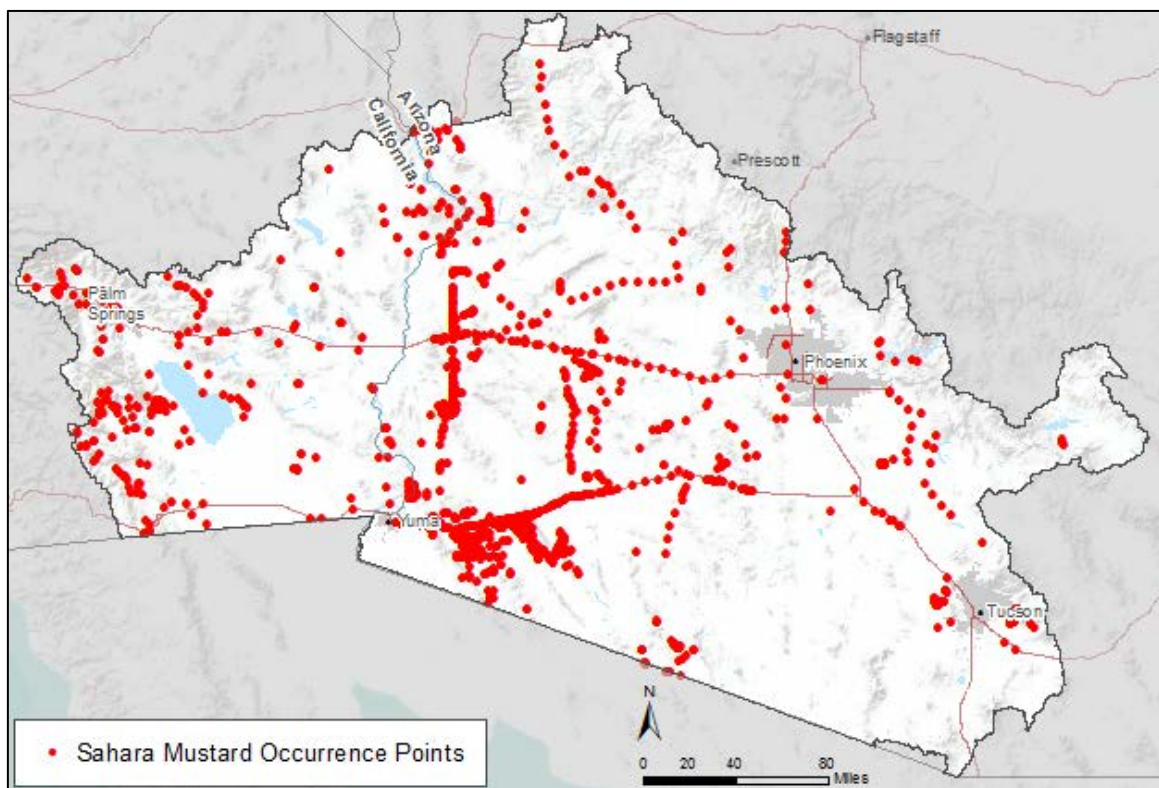 Flagstaff
Arizona
California
Prescott
Palm
Springs
Phoenix
Yuma
Tucson
N
Sahara Mustard Occurrence Points
0 20 40 80
Miles